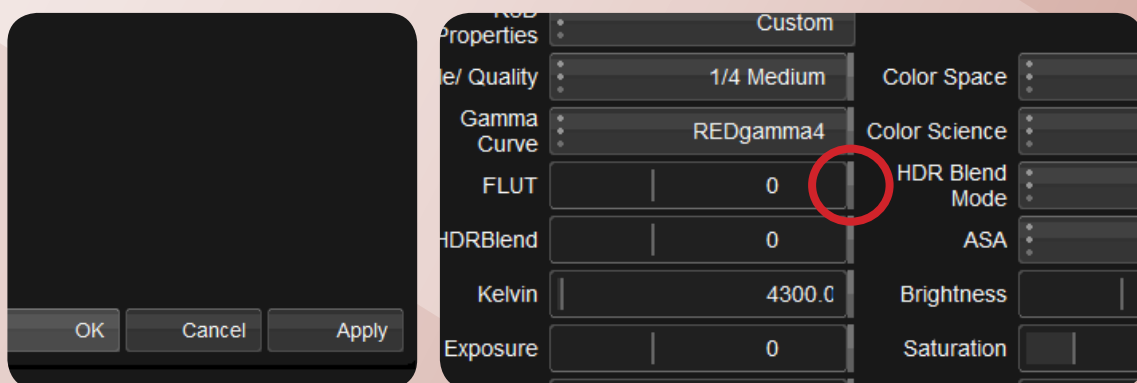 OK Cancel Apply
Properties Custom
Quality 1/4 Medium Color Space
Gamma Curve REDgamma4 Color Science
FLUT 0 HDR Blend Mode
HDRBlend 0 ASA
Kelvin 4300.0 Brightness
Exposure 0 Saturation